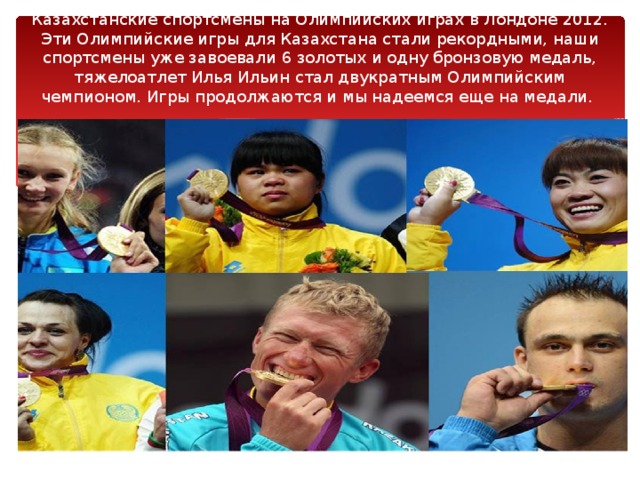 Казахстанские спортсмены на Олимпийских играх в Лондоне 2012.
Эти Олимпийские игры для Казахстана стали рекордными, наши
спортсмены уже завоевали 6 золотых и одну бронзовую медаль,
тяжелоатлет Илья Ильин стал двукратным Олимпийским
чемпионом. Игры продолжаются и мы надеемся еще на медали.